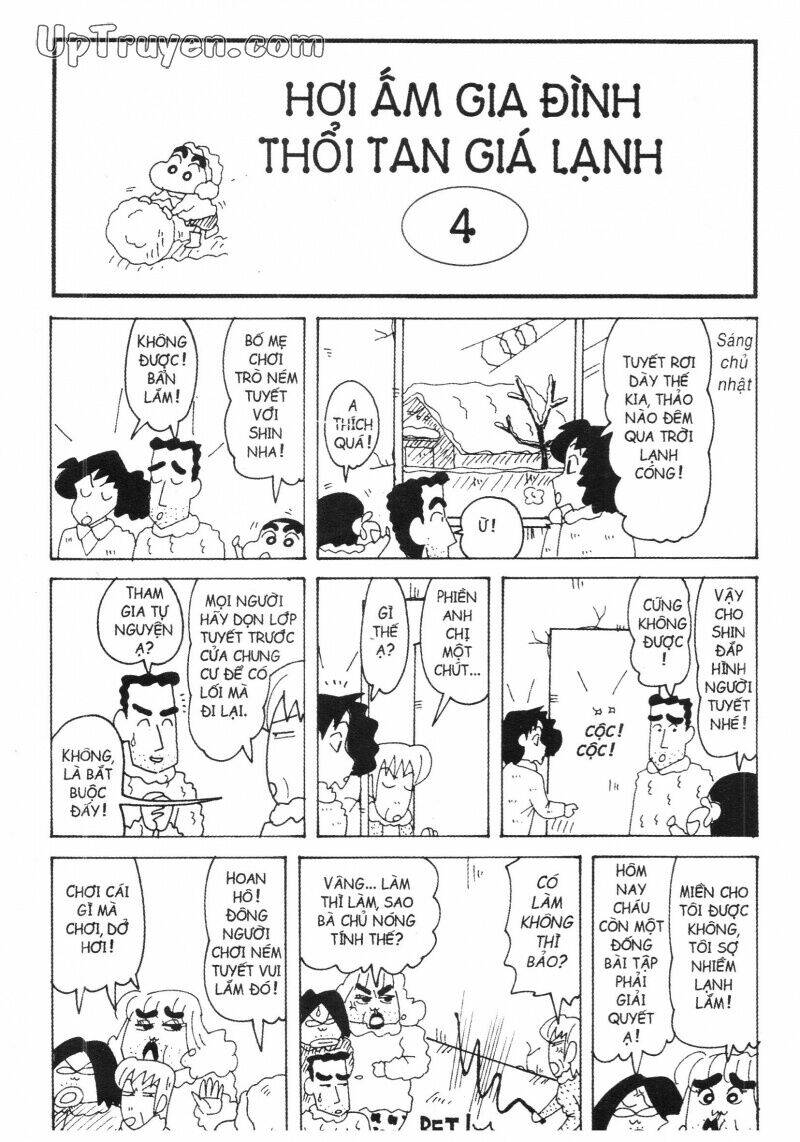 UpTruyen.com
HƠI ẤM GIA ĐÌNH
THỔI TAN GIÁ LẠNH
4
Sáng
chủ
nhật
TUYẾT RƠI
DÀY THẾ
KIA, THẢO
NÀO ĐÊM
QUA TRỜI
LẠNH
CÓNG!
Ừ!
A
THÍCH
QUÁ!
BỐ MẸ
CHƠI
TRÒ NÉM
TUYẾT
VỚI
SHIN
NHA!
KHÔNG
ĐƯỢC!
BẨN
LẮM!
VẬY
CHO
SHIN
ĐẮP
HÌNH
NGƯỜI
TUYẾT
NHÉ!
CŨNG
KHÔNG
ĐƯỢC!
CỘC!
CỘC!
PHIỀN
ANH
CHỊ
MỘT
CHÚT...
GÌ
THẾ
Ạ?
MỌI NGƯỜI
HÃY DỌN LỚP
TUYẾT TRƯỚC
CỬA CHUNG
CƯ ĐỂ CÓ
LỐI MÀ
ĐI LẠI.
THAM
GIA TỰ
NGUYỆN
Ạ?
KHÔNG,
LÀ BẮT
BUỘC
ĐẤY!
MIỄN CHO
TÔI ĐƯỢC
KHÔNG,
TÔI SỢ
NHIỄM
LẠNH
LẮM!
HÔM
NAY
CHÁU
CÒN MỘT
ĐỐNG
BÀI TẬP
PHẢI
GIẢI
QUYẾT
Ạ!
CÓ
LÀM
KHÔNG
THÌ
BẢO?
VÂNG... LÀM
THÌ LÀM, SAO
BÀ CHỦ NÓNG
TÍNH THẾ?
PẸT!
HOAN
HÔ!
ĐÔNG
NGƯỜI
CHƠI NÉM
TUYẾT VUI
LẮM ĐÓ!
CHƠI CÁI
GÌ MÀ
CHƠI, DỞ
HƠI!